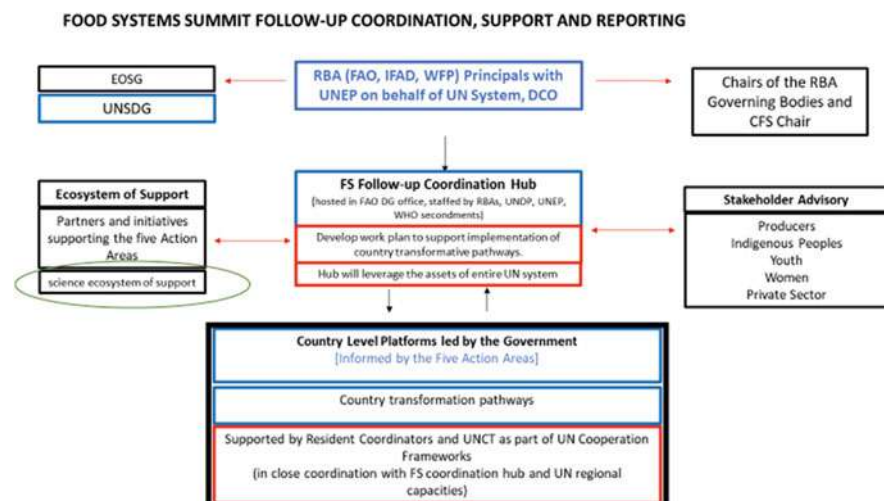 FOOD SYSTEMS SUMMIT FOLLOW-UP COORDINATION, SUPPORT AND REPORTING
EOSG
UNSDG
RBA (FAO, IFAD, WFP) Principals with
UNEP on behalf of UN System, DCO
Chairs of the RBA
Governing Bodies and
CFS Chair
Ecosystem of Support
Partners and initiatives
supporting the five Action
Areas
science ecosystem of support
FS Follow-up Coordination Hub
(hosted in FAO DG office, staffed by RBAs, UNDP, UNEP,
WHO secondments)
Develop work plan to support implementation of
country transformative pathways.
Hub will leverage the assets of entire UN system
Stakeholder Advisory
Producers
Indigenous Peoples
Youth
Women
Private Sector
Country Level Platforms led by the Government
[Informed by the Five Action Areas]
Country transformation pathways
Supported by Resident Coordinators and UNCT as part of UN Cooperation
Frameworks
(in close coordination with FS coordination hub and UN regional
capacities)